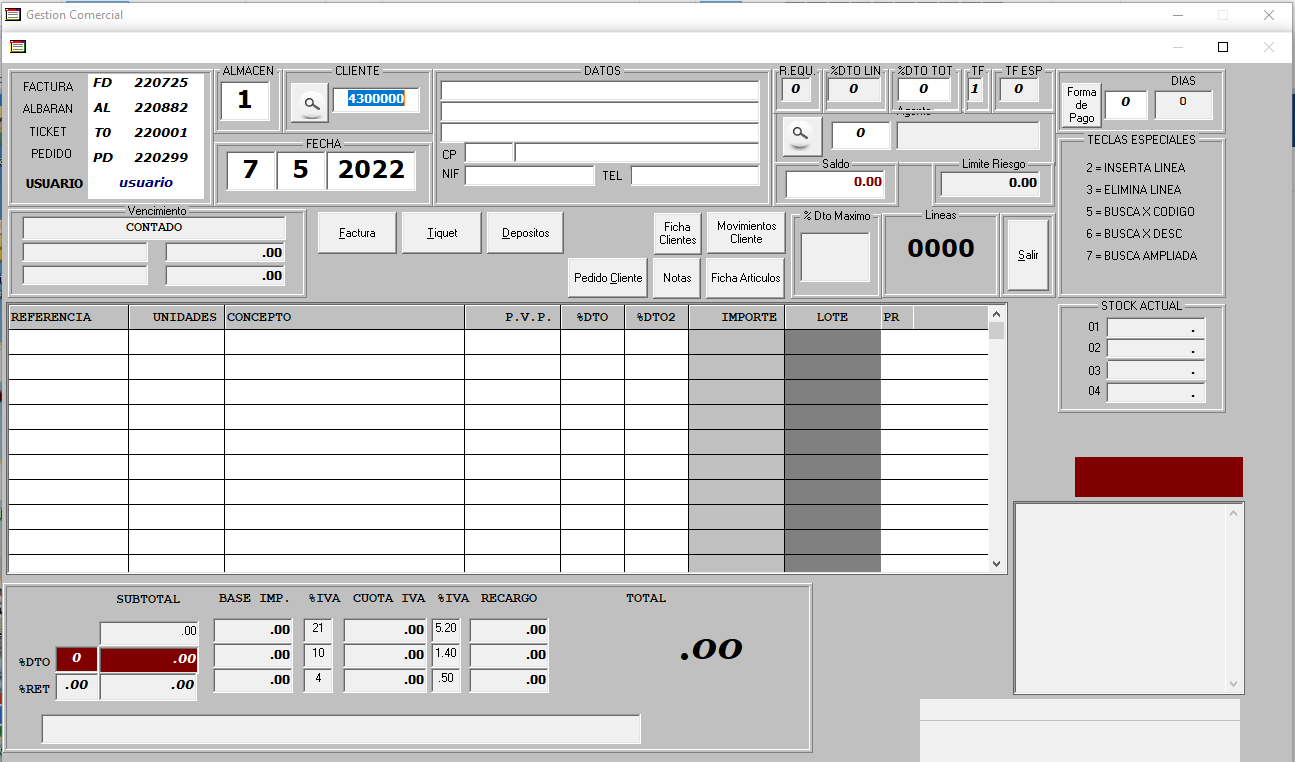 Gestion Comercial
FACTURA FD 220725
ALBARAN AL 220882
TICKET T0 220001
PEDIDO PD 220299
USUARIO usuario
ALMACEN
1
CLIENTE
4300000
FECHA
7 5 2022
DATOS
CP
NIF TEL
R.EQU. %DTO LIN %DTO TOT TF TF ESP
0 0 0 1 0
Agente
0
Saldo Limite Riesgo
0.00 0.00
Forma de Pago
DIAS
0 0
TECLAS ESPECIALES
2 = INSERTA LINEA
3 = ELIMINA LINEA
5 = BUSCA X CODIGO
6 = BUSCA X DESC
7 = BUSCA AMPLIADA
Vencimiento
CONTADO
.00
.00
Factura Tiquet Depositos
Ficha Clientes
Movimientos Cliente
Pedido Cliente Notas Ficha Articulos
% Dto Maximo
Lineas
0000
Salir
REFERENCIA UNIDADES CONCEPTO P.V.P. %DTO %DTO2 IMPORTE LOTE PR
STOCK ACTUAL
01 .
02 .
03 .
04 .
SUBTOTAL BASE IMP. %IVA CUOTA IVA %IVA RECARGO TOTAL
.00 .00 21 .00 5.20 .00
%DTO 0 .00 .00 10 .00 1.40 .00 .00
%RET .00 .00 .00 4 .00 .50 .00